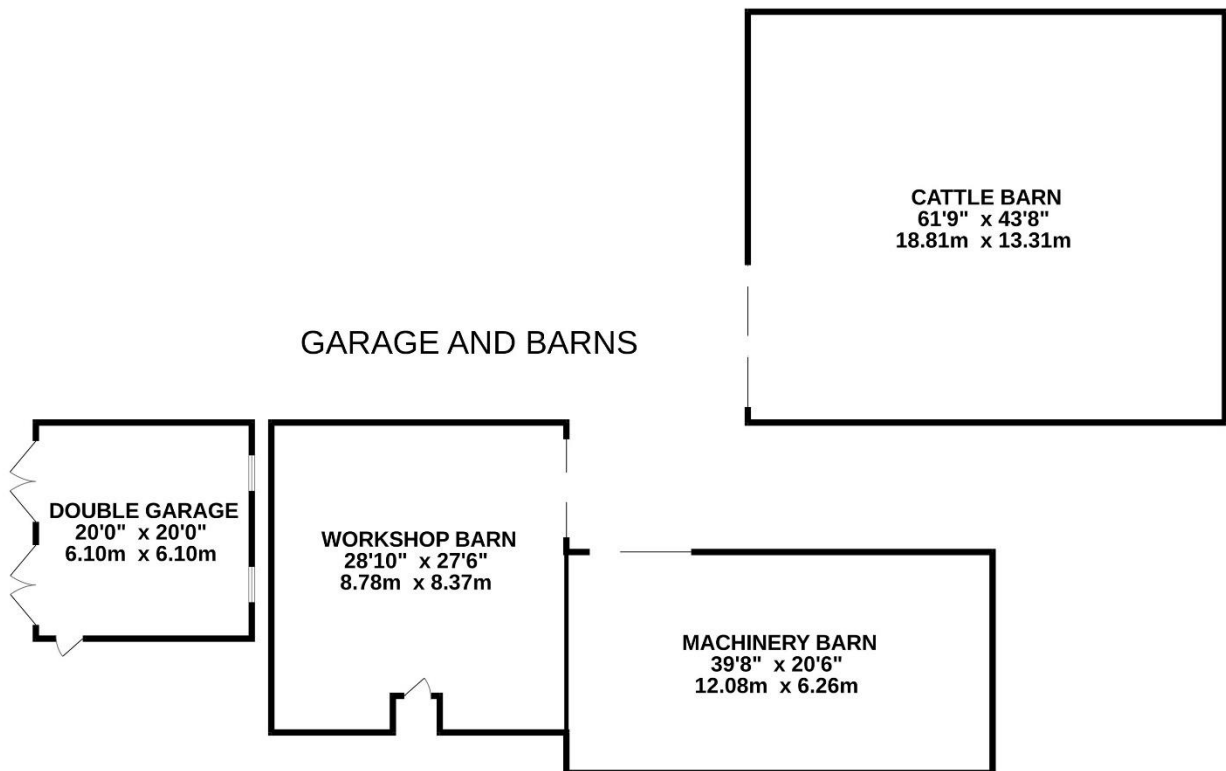 CATTLE BARN
61'9" x 43'8"
18.81m x 13.31m
GARAGE AND BARNS
DOUBLE GARAGE
20'0" x 20'0"
6.10m x 6.10m
WORKSHOP BARN
28'10" x 27'6"
8.78m x 8.37m
MACHINERY BARN
39'8" x 20'6"
12.08m x 6.26m